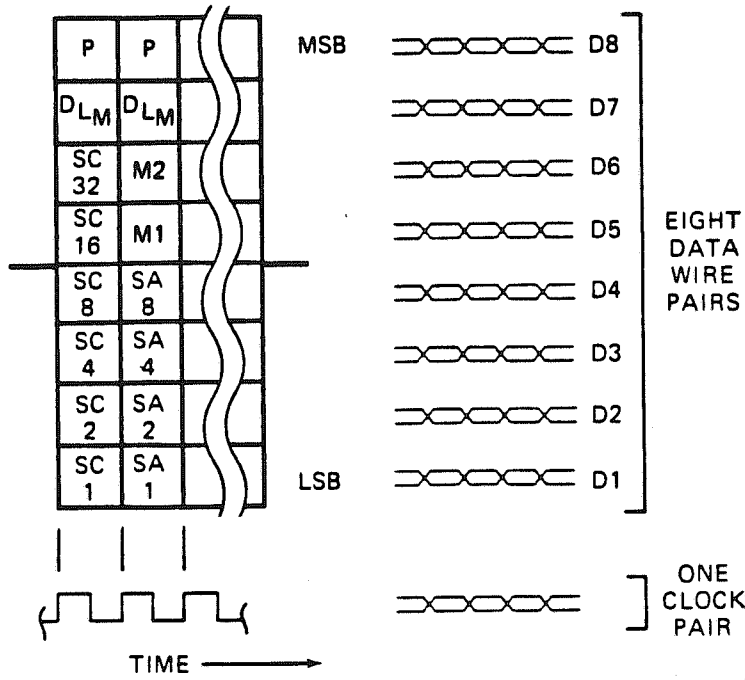 P P MSB D8
DLM DLM D7
SC 32 M2 D6
SC 16 M1 D5
SC 8 SA 8 D4
SC 4 SA 4 D3
SC 2 SA 2 D2
SC 1 SA 1 LSB D1
EIGHT
DATA
WIRE
PAIRS
ONE
CLOCK
PAIR
TIME